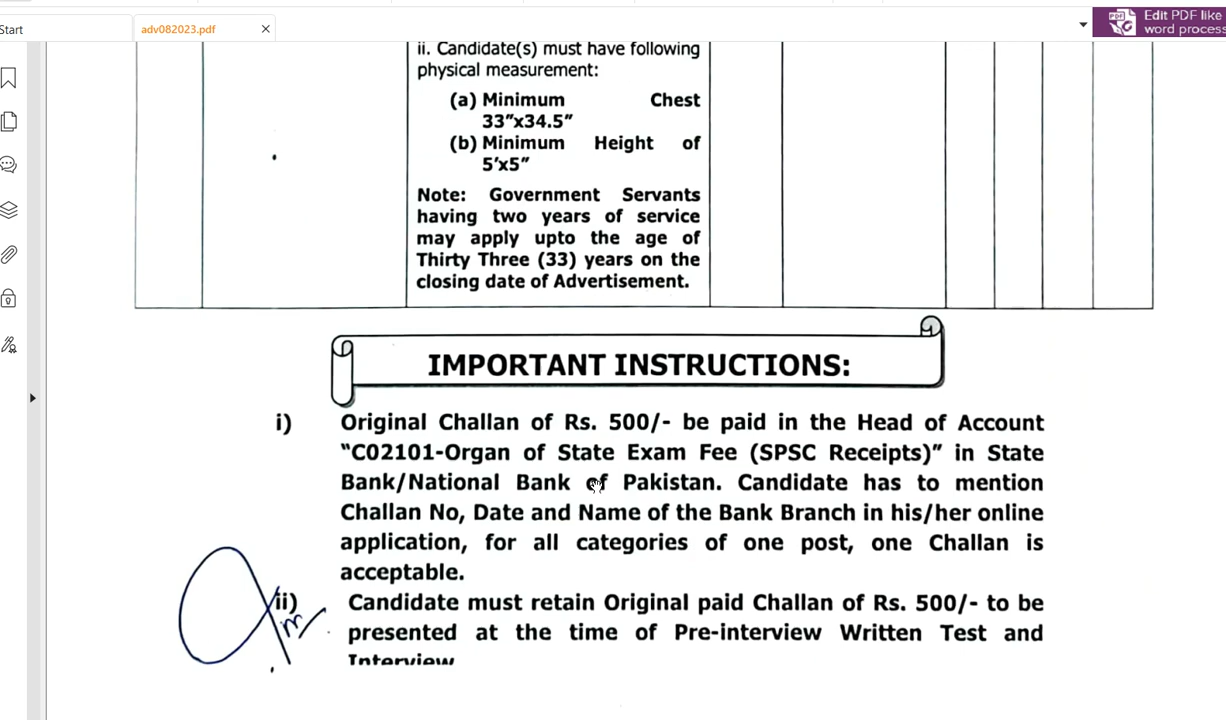 Start
adv082023.pdf
Edit PDF like
word process
ii. Candidate(s) must have following
physical measurement:
(a) Minimum Chest
33”x34.5”
(b) Minimum Height of
5’x5”
Note: Government Servants
having two years of service
may apply upto the age of
Thirty Three (33) years on the
closing date of Advertisement.
IMPORTANT INSTRUCTIONS:
i) Original Challan of Rs. 500/- be paid in the Head of Account
“C02101-Organ of State Exam Fee (SPSC Receipts)” in State
Bank/National Bank of Pakistan. Candidate has to mention
Challan No, Date and Name of the Bank Branch in his/her online
application, for all categories of one post, one Challan is
acceptable.
ii) Candidate must retain Original paid Challan of Rs. 500/- to be
presented at the time of Pre-interview Written Test and
Interview